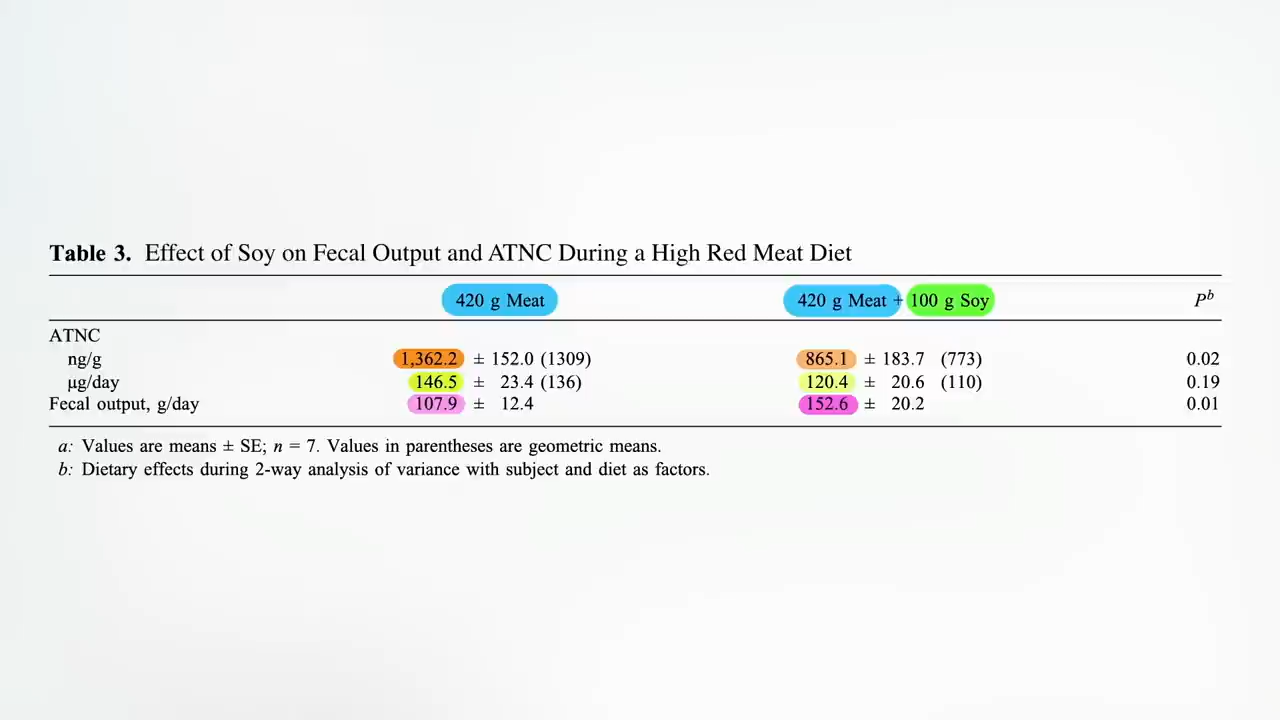 Table 3. Effect of Soy on Fecal Output and ATNC During a High Red Meat Diet
420 g Meat 420 g Meat + 100 g Soy Pb
ATNC
ng/g 1,362.2 ± 152.0 (1309) 865.1 ± 183.7 (773) 0.02
μg/day 146.5 ± 23.4 (136) 120.4 ± 20.6 (110) 0.19
Fecal output, g/day 107.9 ± 12.4 152.6 ± 20.2 0.01
a: Values are means ± SE; n = 7. Values in parentheses are geometric means.
b: Dietary effects during 2-way analysis of variance with subject and diet as factors.